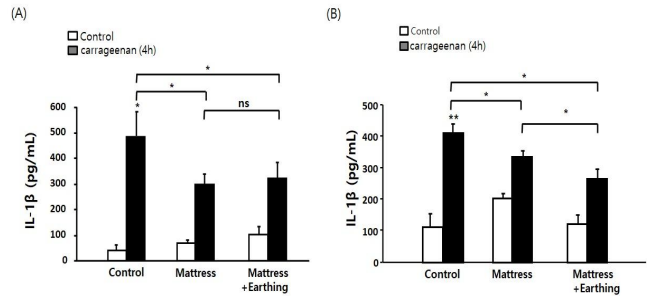 (A)
Control
carrageenan (4h)
*
*
*
ns
IL-1β (pg/mL)
600
500
400
300
200
100
0
Control
Mattress
Mattress
+Earthing
(B)
Control
carrageenan (4h)
*
*
**
*
IL-1β (pg/mL)
500
400
300
200
100
0
Control
Mattress
Mattress
+Earthing